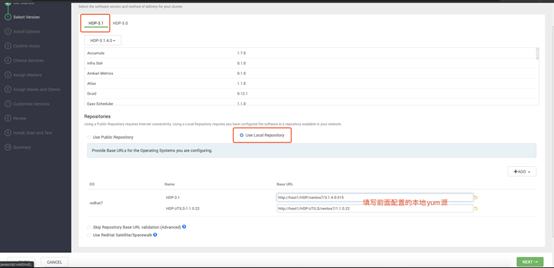 Select Version
Select the software version and method of delivery for your cluster.
HDP-3.1 HDP-3.0
HDP-3.1.4.0
Install Options
Confirm Hosts
Choose Services
Assign Masters
Assign Slaves and Clients
Customize Services
Review
Install, Start and Test
Summary
Accumulo 1.7.0
Infra Solr 0.1.0
Ambari Metrics 0.1.0
Atlas 1.1.0
Druid 0.12.1
1.1.0
Repositories
Using a Public Repository requires Internet connectivity. Using a Local Repository requires you have configured the software in a repository available in your network.
Use Public Repository
Use Local Repository
Provide Base URLs for the Operating Systems you are configuring.
ADD
OS Name Base URL
redhat7
HDP-3.1 http://host1/HDP/centos7/3.1.4.0-315
HDP-UTILS-1.1.0.22 http://host1/HDP-UTILS/centos7/1.1.0.22
填写前面配置的本地yum源
Skip Repository Base URL validation (Advanced)
Use RedHat Satellite/Spacewalk
CANCEL
NEXT